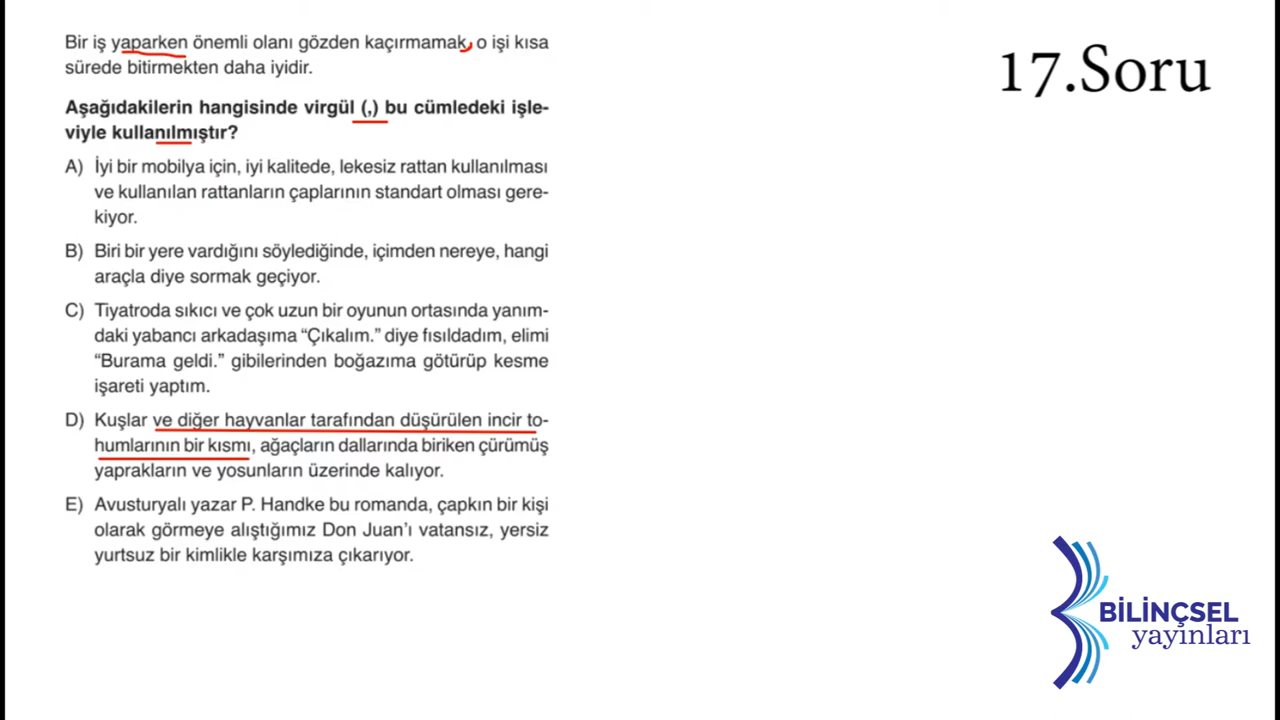 Bir iş yaparken önemli olanı gözden kaçırmamak, o işi kısa
sürede bitirmekten daha iyidir.
Aşağıdakilerin hangisinde virgül (,) bu cümledeki işle-
viyle kullanılmıştır?
A) İyi bir mobilya için, iyi kalitede, lekesiz rattan kullanılması
ve kullanılan rattanların çaplarının standart olması gere-
kiyor.
B) Biri bir yere vardığını söylediğinde, içimden nereye, hangi
araçla diye sormak geçiyor.
C) Tiyatroda sıkıcı ve çok uzun bir oyunun ortasında yanım-
daki yabancı arkadaşıma “Çıkalım.” diye fısıldadım, elimi
“Burama geldi.” gibilerinden boğazıma götürüp kesme
işareti yaptım.
D) Kuşlar ve diğer hayvanlar tarafından düşürülen incir to-
humlarının bir kısmı, ağaçların dallarında biriken çürümüş
yaprakların ve yosunların üzerinde kalıyor.
E) Avusturyalı yazar P. Handke bu romanda, çapkın bir kişi
olarak görmeye alıştığımız Don Juan’ı vatansız, yersiz
yurtsuz bir kimlikle karşımıza çıkarıyor.
17.Soru
BİLİNÇSEL
yayınları